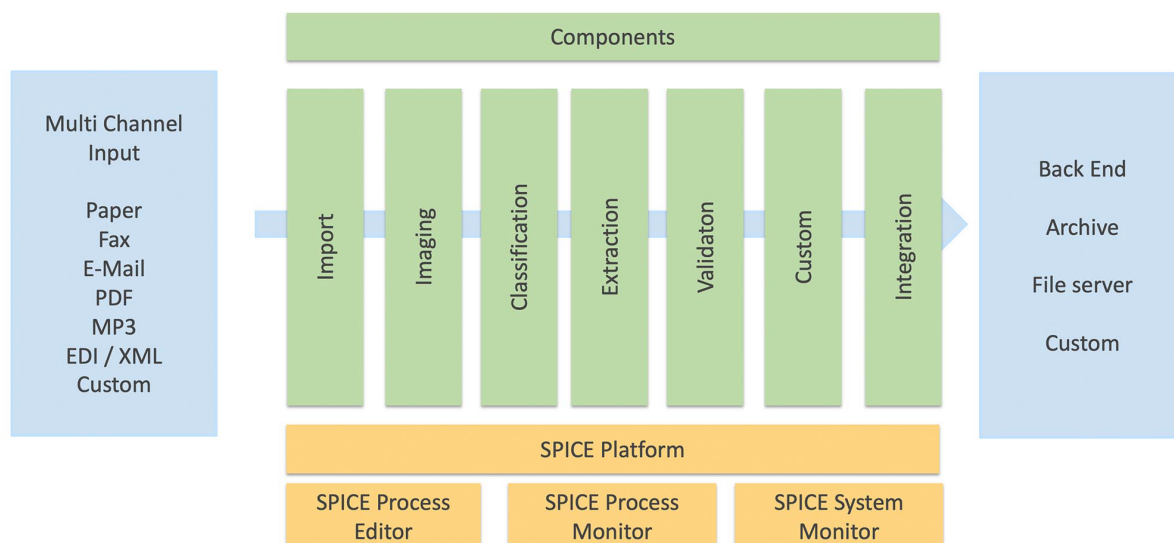 Components
Multi Channel
Input
Paper
Fax
E-Mail
PDF
MP3
EDI / XML
Custom
Import
Imaging
Classification
Extraction
Validaton
Custom
Integration
Back End
Archive
File server
Custom
SPICE Platform
SPICE Process
Editor
SPICE Process
Monitor
SPICE System
Monitor